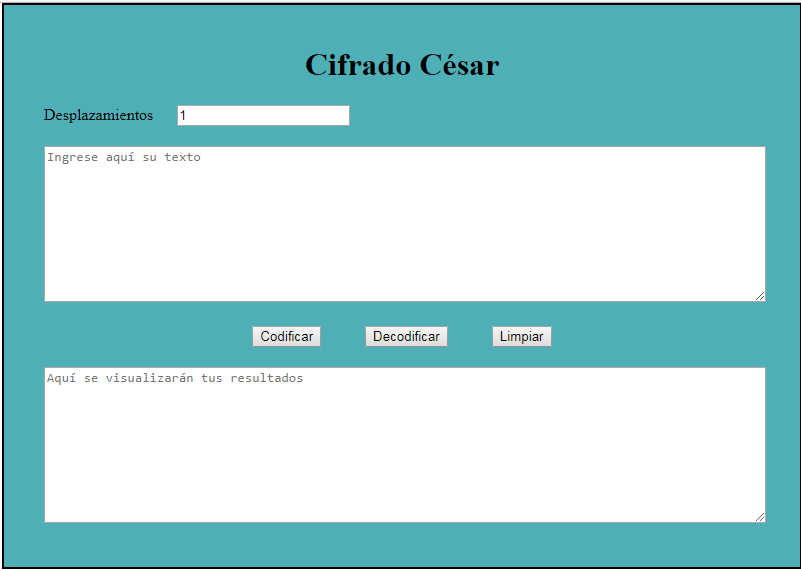 Cifrado César
Desplazamientos 1
Ingrese aquí su texto
Codificar Decodificar Limpiar
Aquí se visualizarán tus resultados